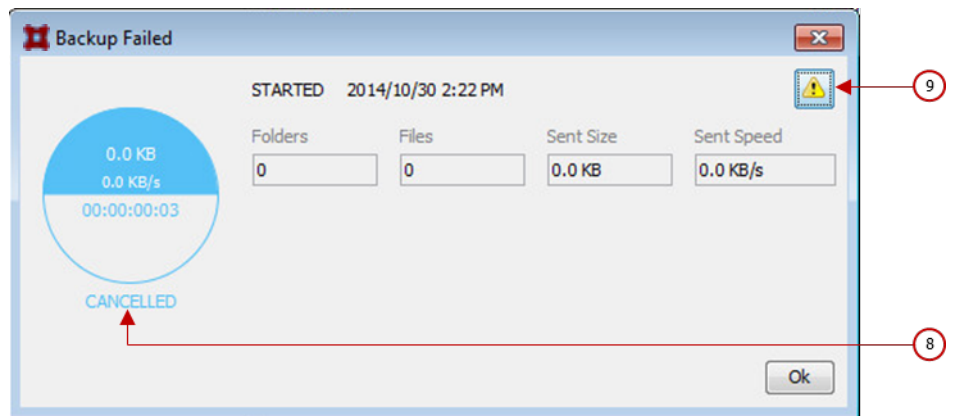 Backup Failed
STARTED 2014/10/30 2:22 PM
9
Folders Files Sent Size Sent Speed
0 0 0.0 KB 0.0 KB/s
0.0 KB
0.0 KB/s
00:00:00:03
CANCELLED
8
Ok